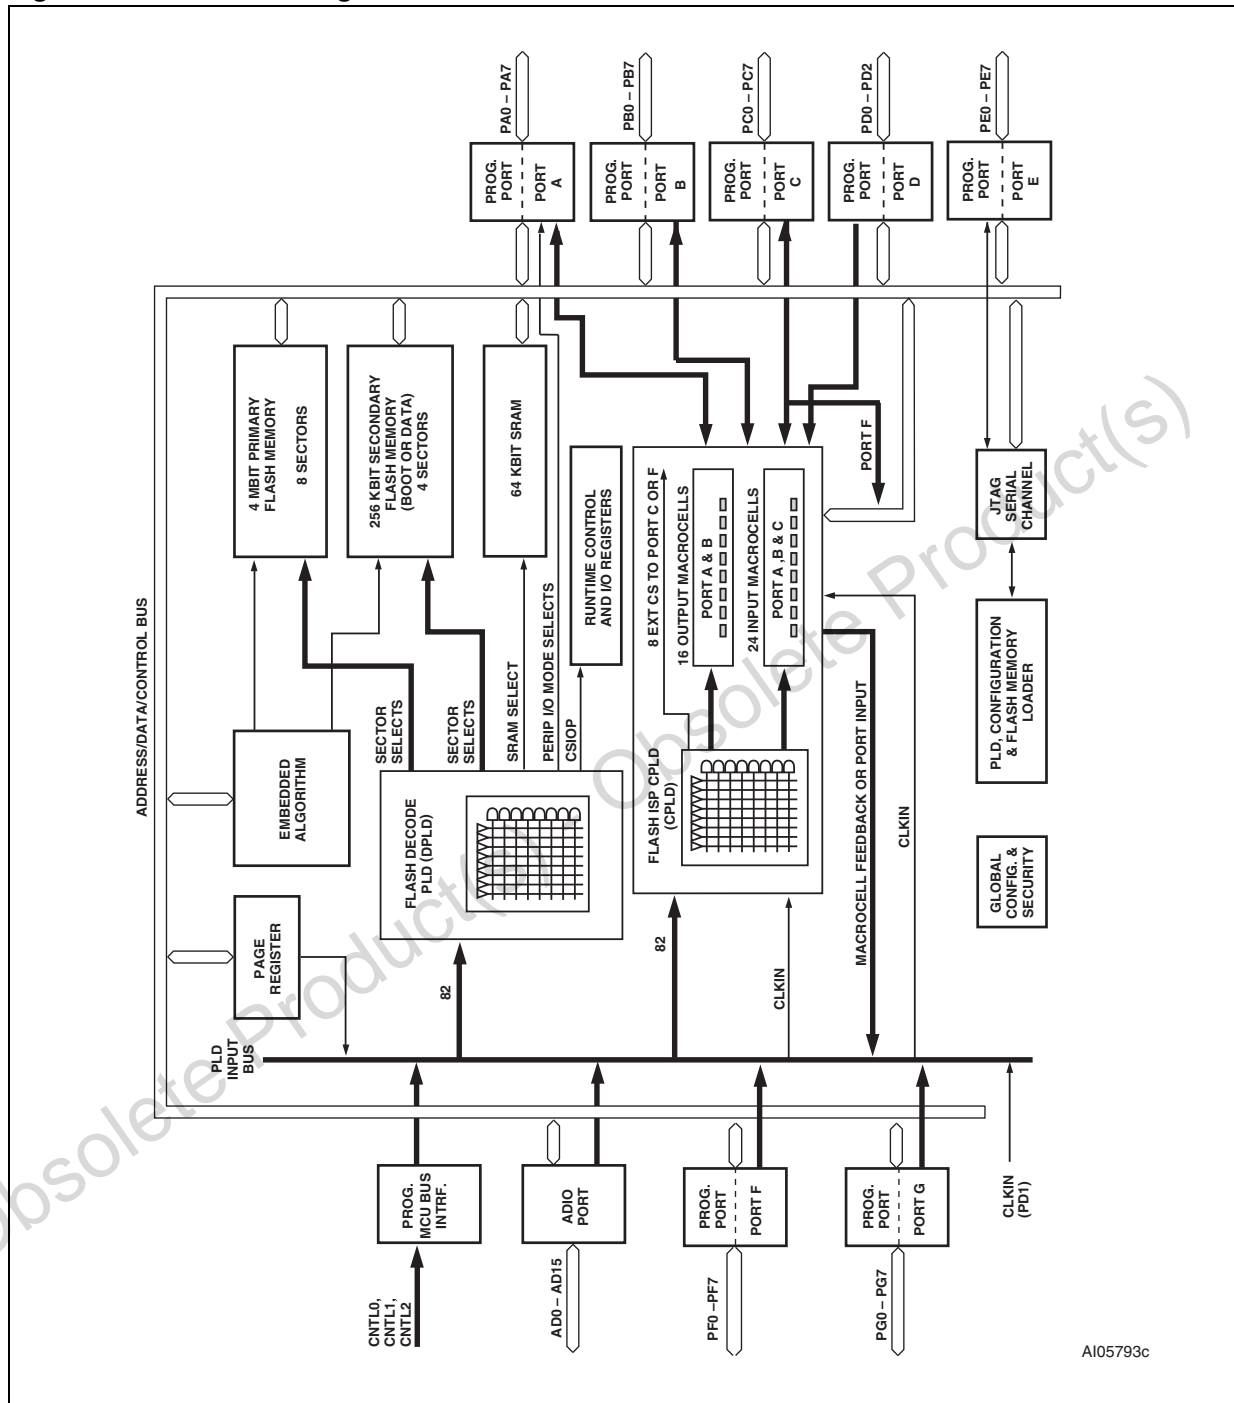 PA0 – PA7
PB0 – PB7
PC0 – PC7
PD0 – PD2
PE0 – PE7
PROG.
PORT
PORT
A
PROG.
PORT
PORT
B
PROG.
PORT
PORT
C
PROG.
PORT
PORT
D
PROG.
PORT
PORT
E
ADDRESS/DATA/CONTROL BUS
4 MBIT PRIMARY
FLASH MEMORY
8 SECTORS
256 KBIT SECONDARY
FLASH MEMORY
(BOOT OR DATA)
4 SECTORS
64 KBIT SRAM
RUNTIME CONTROL
AND I/O REGISTERS
8 EXT CS TO PORT C OR F
16 OUTPUT MACROCELLS
PORT A & B
24 INPUT MACROCELLS
PORT A ,B & C
PORT F
JTAG
SERIAL
CHANNEL
EMBEDDED
ALGORITHM
SECTOR
SELECTS
SECTOR
SELECTS
SRAM SELECT
PERIP I/O MODE SELECTS
CSIOP
FLASH DECODE
PLD (DPLD)
FLASH ISP CPLD
(CPLD)
PLD, CONFIGURATION
& FLASH MEMORY
LOADER
MACROCELL FEEDBACK OR PORT INPUT
CLKIN
GLOBAL
CONFIG. &
SECURITY
PAGE
REGISTER
82
82
CLKIN
PLD
INPUT
BUS
PROG.
MCU BUS
INTRF.
ADIO
PORT
PROG.
PORT
PORT F
PROG.
PORT
PORT G
CLKIN
(PD1)
CNTL0,
CNTL1,
CNTL2
AD0 – AD15
PF0 –PF7
PG0 – PG7
AI05793c
Obsolete Product(s) - Obsolete Product(s)